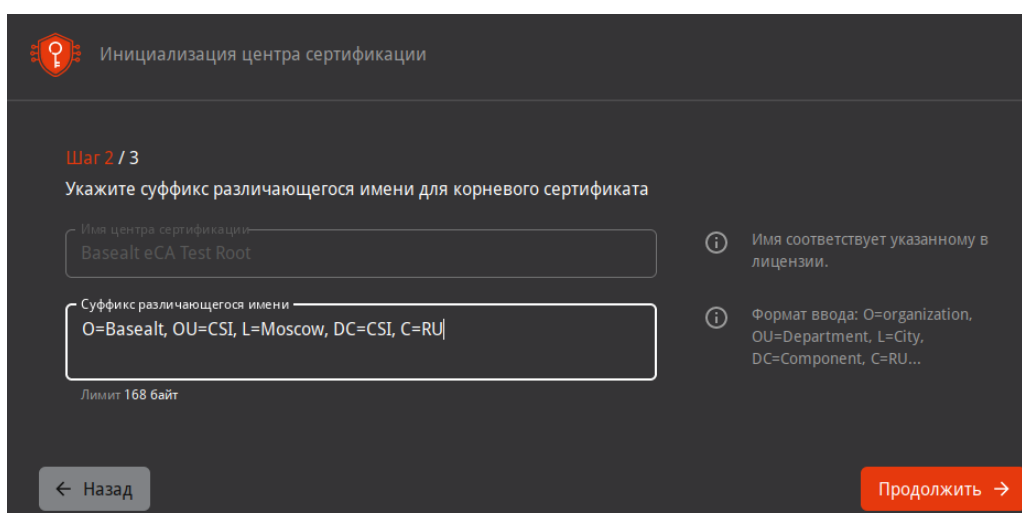 Инициализация центра сертификации
Шаг 2 / 3
Укажите суффикс различающегося имени для корневого сертификата
Имя центра сертификации
Basealt eCA Test Root
Имя соответствует указанному в
лицензии.
Суффикс различающегося имени
O=Basealt, OU=CSI, L=Moscow, DC=CSI, C=RU
Формат ввода: O=organization,
OU=Department, L=City,
DC=Component, C=RU...
Лимит 168 байт
← Назад
Продолжить →